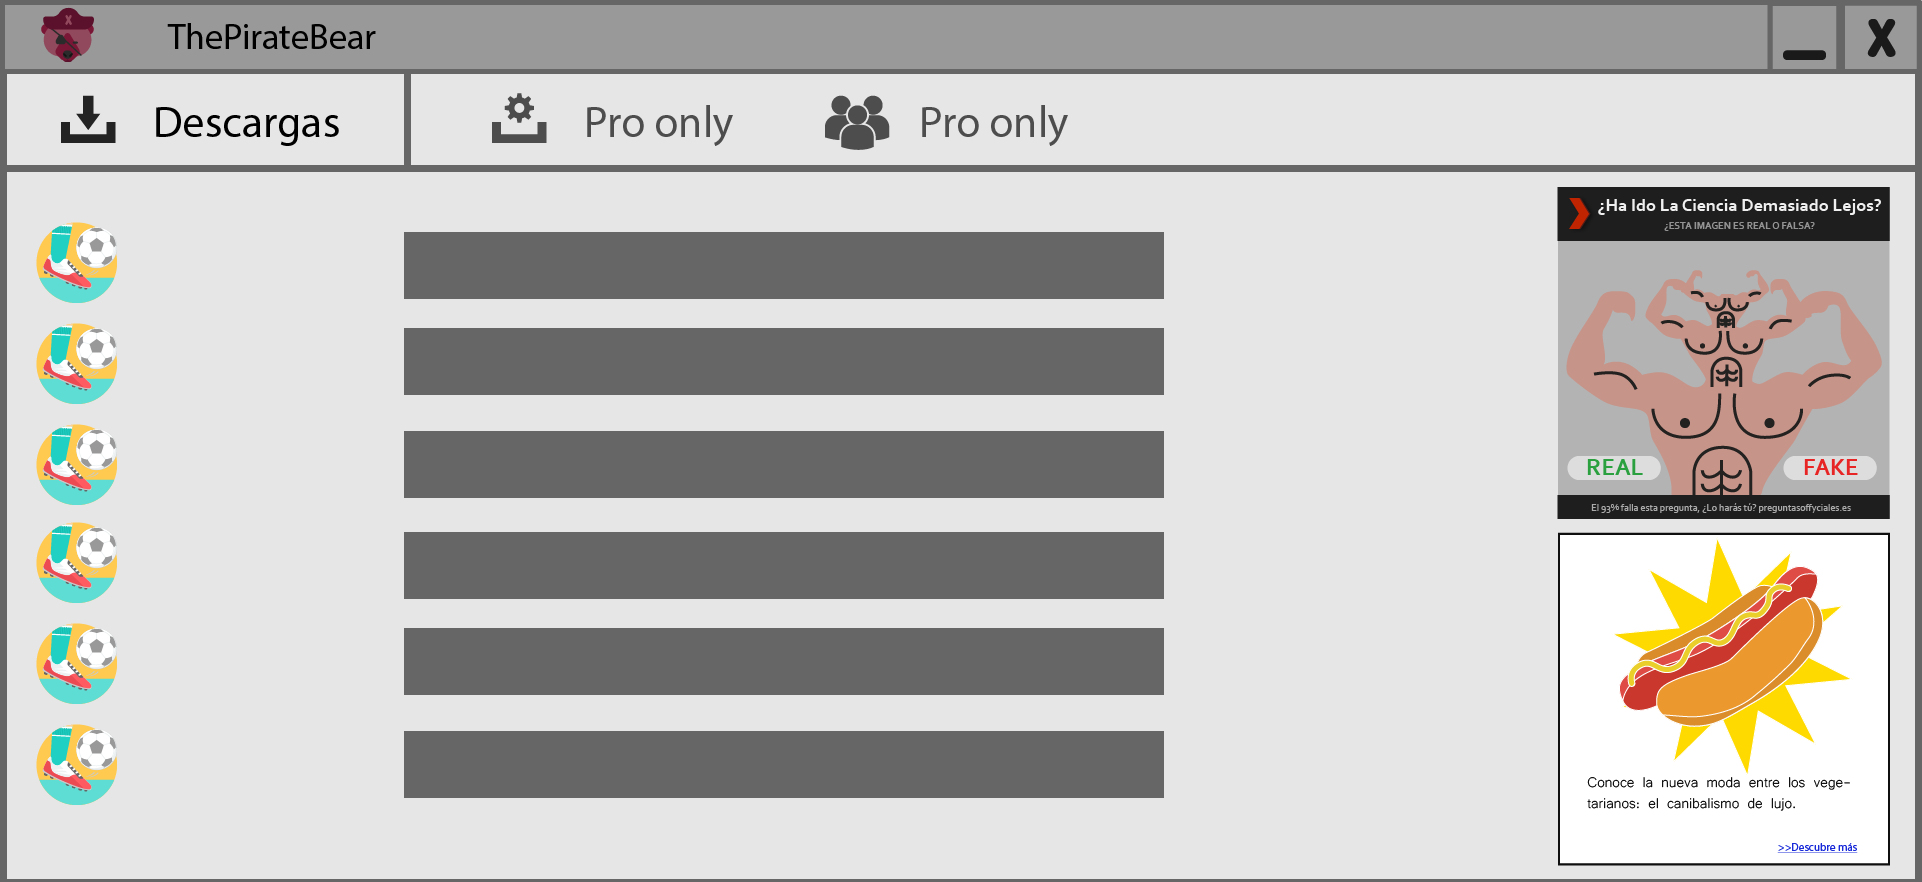 ThePirateBear
X
Descargas
Pro only
Pro only
¿Ha Ido La Ciencia Demasiado Lejos?
¿ESTA IMAGEN ES REAL O FALSA?
REAL
FAKE
El 93% falla esta pregunta, ¿Lo harás tú? preguntasoffyciales.es
Conoce la nueva moda entre los vege-
tarianos: el canibalismo de lujo.
>>Descubre más